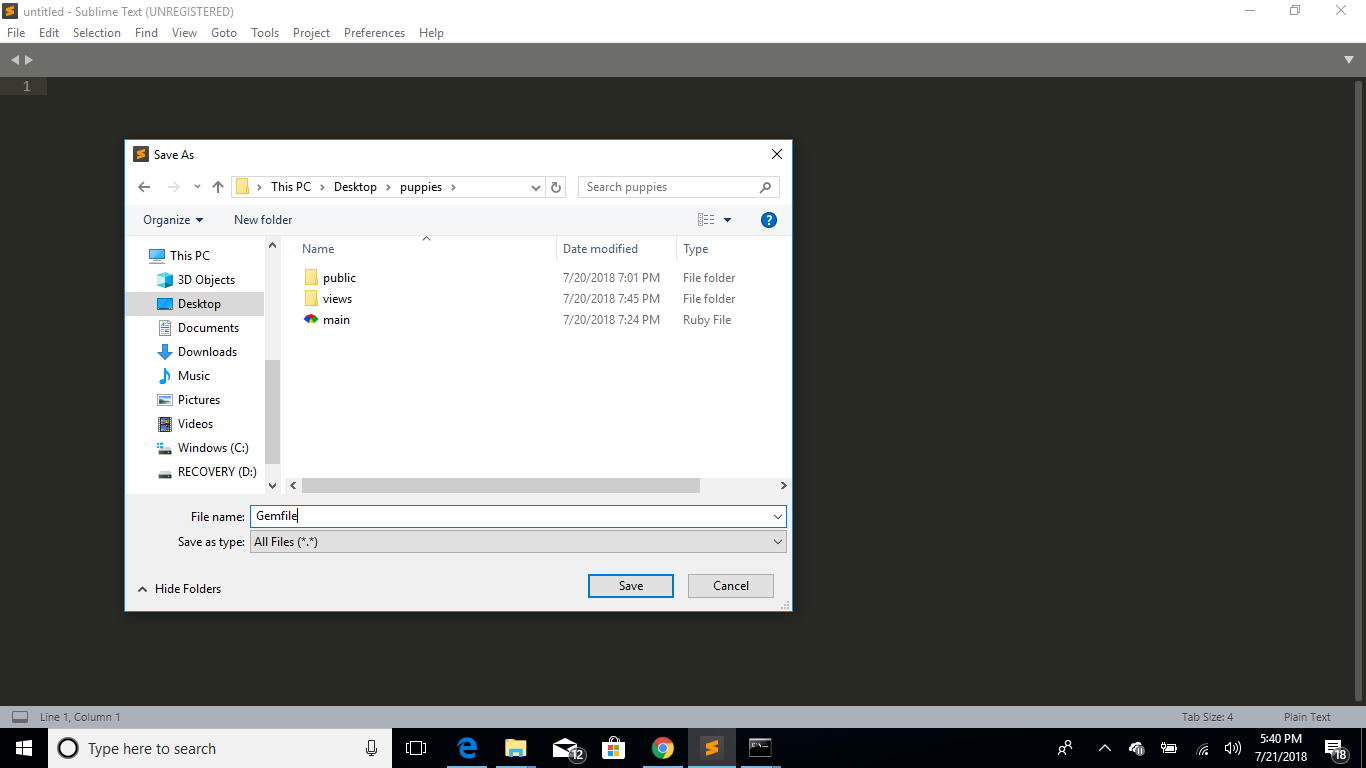 untitled - Sublime Text (UNREGISTERED)
File Edit Selection Find View Goto Tools Project Preferences Help
1
Save As
This PC Desktop puppies
Search puppies
Organize New folder
Name Date modified Type
This PC
3D Objects
Desktop
Documents
Downloads
Music
Pictures
Videos
Windows (C:)
RECOVERY (D:)
public 7/20/2018 7:01 PM File folder
views 7/20/2018 7:45 PM File folder
main 7/20/2018 7:24 PM Ruby File
File name: Gemfile
Save as type: All Files (*.*)
Hide Folders
Save Cancel
Line 1, Column 1 Tab Size: 4 Plain Text
Type here to search
12
5:40 PM
7/21/2018
18